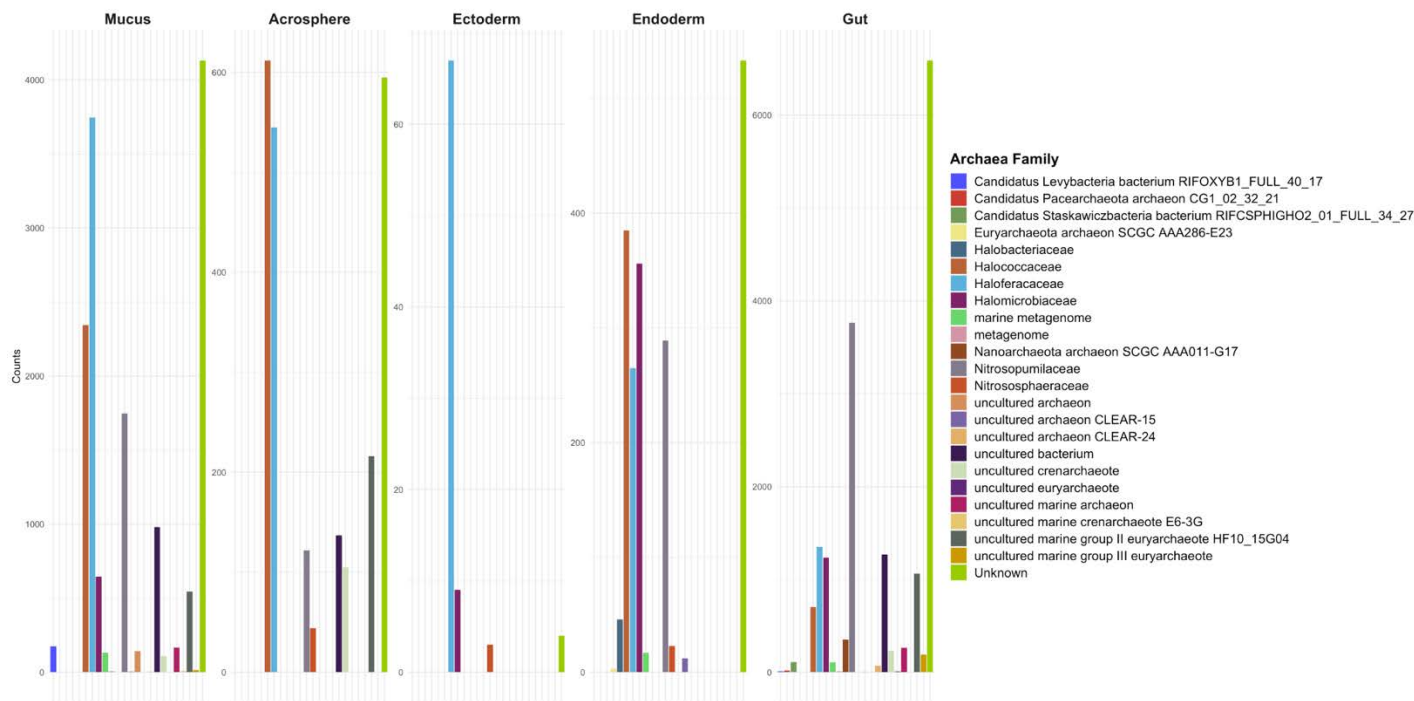 Mucus
Acrosphere
Ectoderm
Endoderm
Gut
Counts
4000
3000
2000
1000
0
600
400
200
0
60
40
20
0
400
200
0
6000
4000
2000
0
Archaea Family
Candidatus Levybacteria bacterium RIFOXYB1_FULL_40_17
Candidatus Pacearchaeota archaeon CG1_02_32_21
Candidatus Staskawiczbacteria bacterium RIFCSPHIGHO2_01_FULL_34_27
Euryarchaeota archaeon SCGC AAA286-E23
Halobacteriaceae
Halococcaceae
Haloferacaceae
Halomicrobiaceae
marine metagenome
metagenome
Nanoarchaeota archaeon SCGC AAA011-G17
Nitrosopumilaceae
Nitrososphaeraceae
uncultured archaeon
uncultured archaeon CLEAR-15
uncultured archaeon CLEAR-24
uncultured bacterium
uncultured crenarchaeote
uncultured euryarchaeote
uncultured marine archaeon
uncultured marine crenarchaeote E6-3G
uncultured marine group II euryarchaeote HF10_15G04
uncultured marine group III euryarchaeote
Unknown